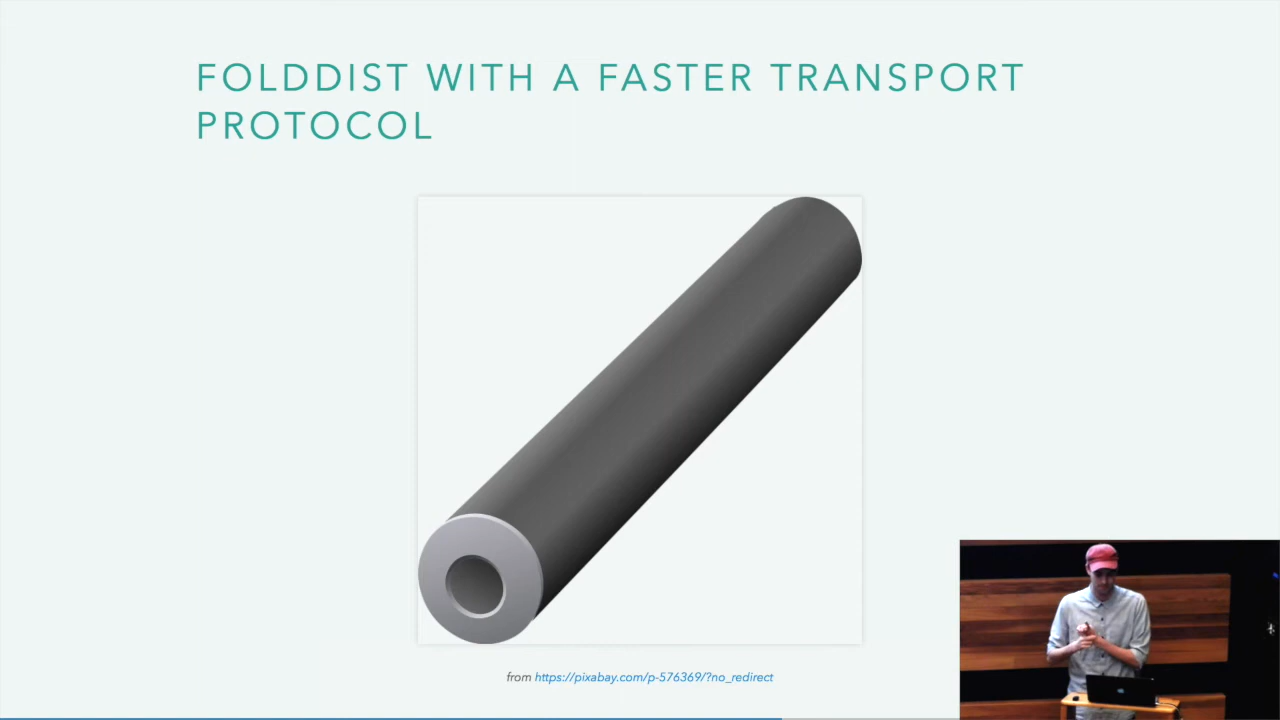 FOLDDIST WITH A FASTER TRANSPORT
PROTOCOL
from https://pixabay.com/p-576369/?no_redirect